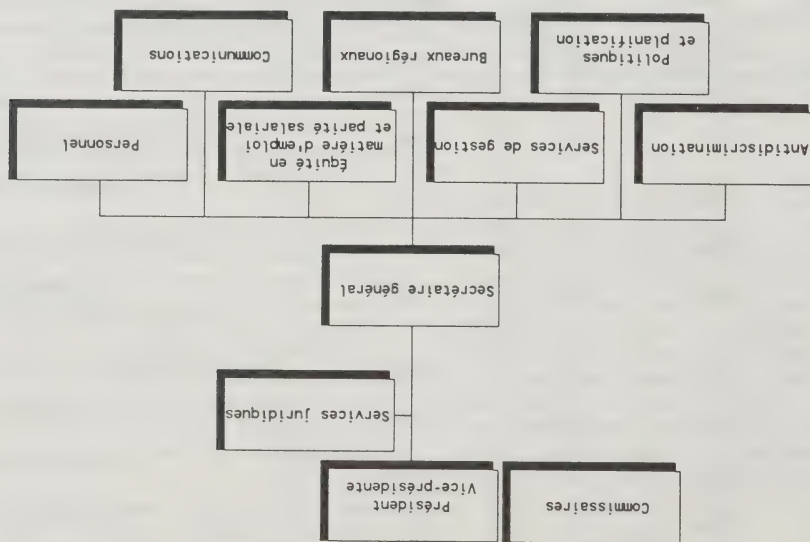 Commissaires
Président
Vice-présidente
Services juridiques
Secrétaire général
Antidiscrimination
Services de gestion
Équité en
matière d'emploi
et parité salariale
Personnel
Politiques
et planification
Bureaux régionaux
Communications